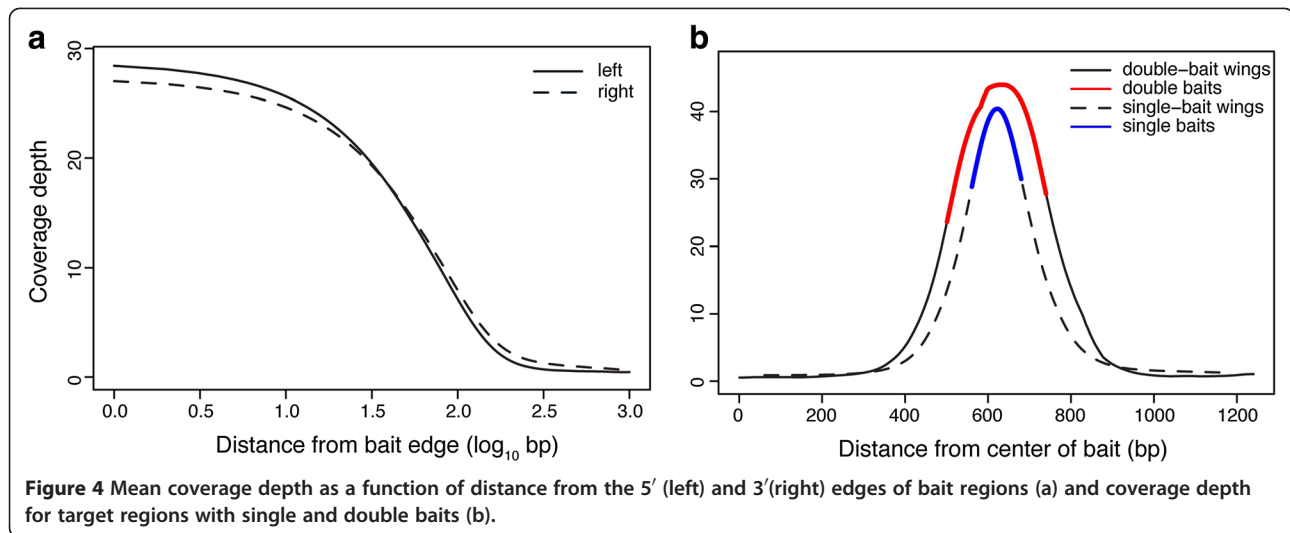 a
30
20
10
0
Coverage depth
left
right
0.0 0.5 1.0 1.5 2.0 2.5 3.0
Distance from bait edge (log₁₀ bp)
b
40
30
20
10
0
double−bait wings
double baits
single−bait wings
single baits
0 200 400 600 800 1000 1200
Distance from center of bait (bp)
Figure 4 Mean coverage depth as a function of distance from the 5′ (left) and 3′(right) edges of bait regions (a) and coverage depth
for target regions with single and double baits (b).